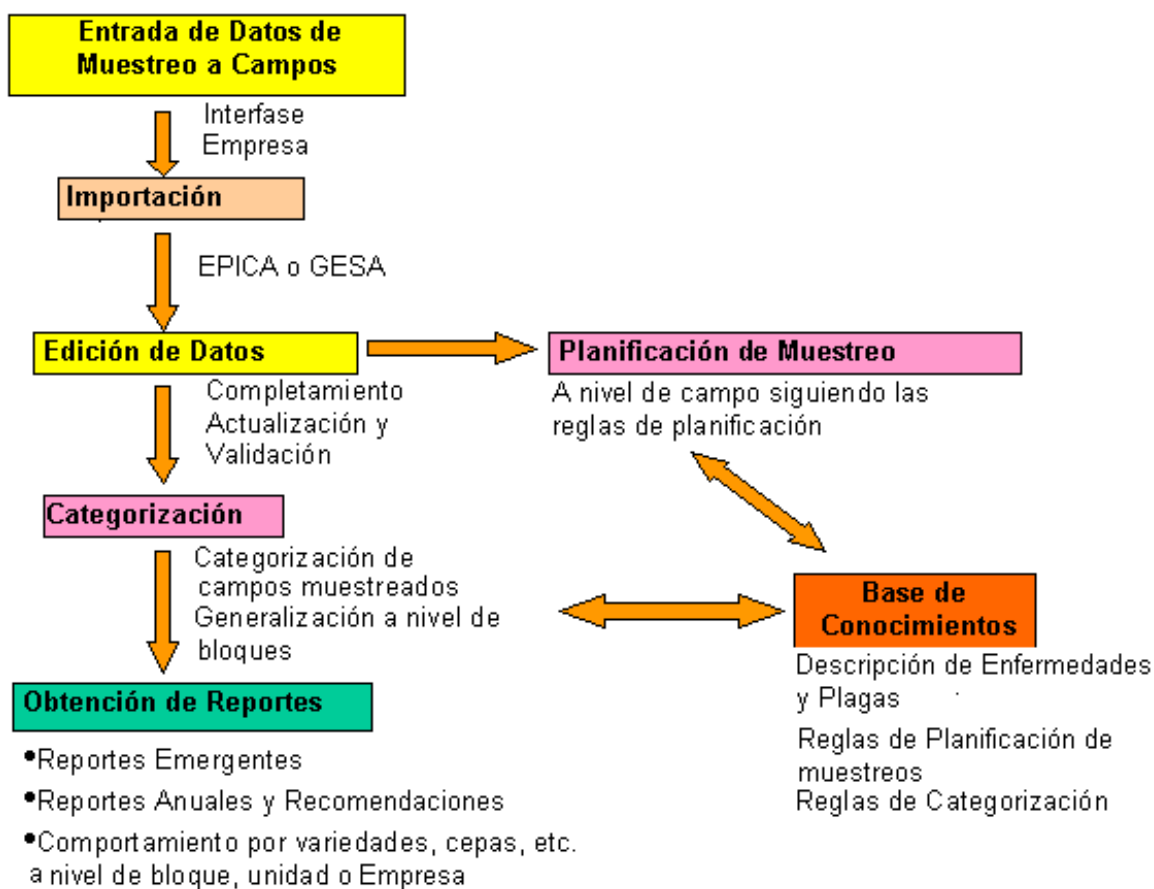 Entrada de Datos de
Muestreo a Campos
Interfase
Empresa
Importación
EPICA o GESA
Edición de Datos
Planificación de Muestreo
Completamiento
Actualización y
Validación
A nivel de campo siguiendo las
reglas de planificación
Categorización
Categorización de
campos muestreados
Generalización a nivel de
bloques
Base de
Conocimientos
Descripción de Enfermedades
y Plagas
Reglas de Planificación de
muestreos
Reglas de Categorización
Obtención de Reportes
•Reportes Emergentes
•Reportes Anuales y Recomendaciones
•Comportamiento por variedades, cepas, etc.
a nivel de bloque, unidad o Empresa